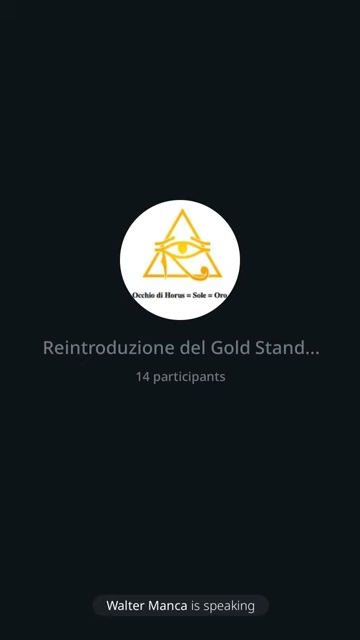 Occhio di Horus = Sole = Oro
Reintroduzione del Gold Stand...
14 participants
Walter Manca is speaking